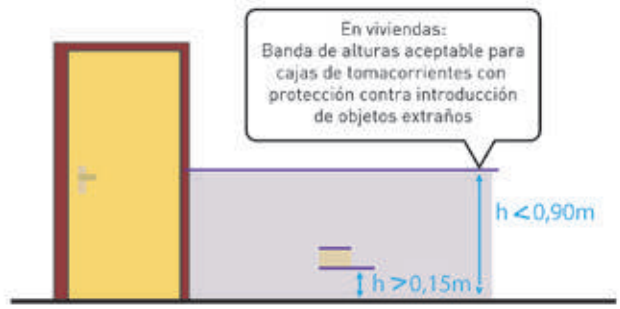 En viviendas:
Banda de alturas aceptable para
cajas de tomacorrientes con
protección contra introducción
de objetos extraños
h < 0,90m
h > 0,15m